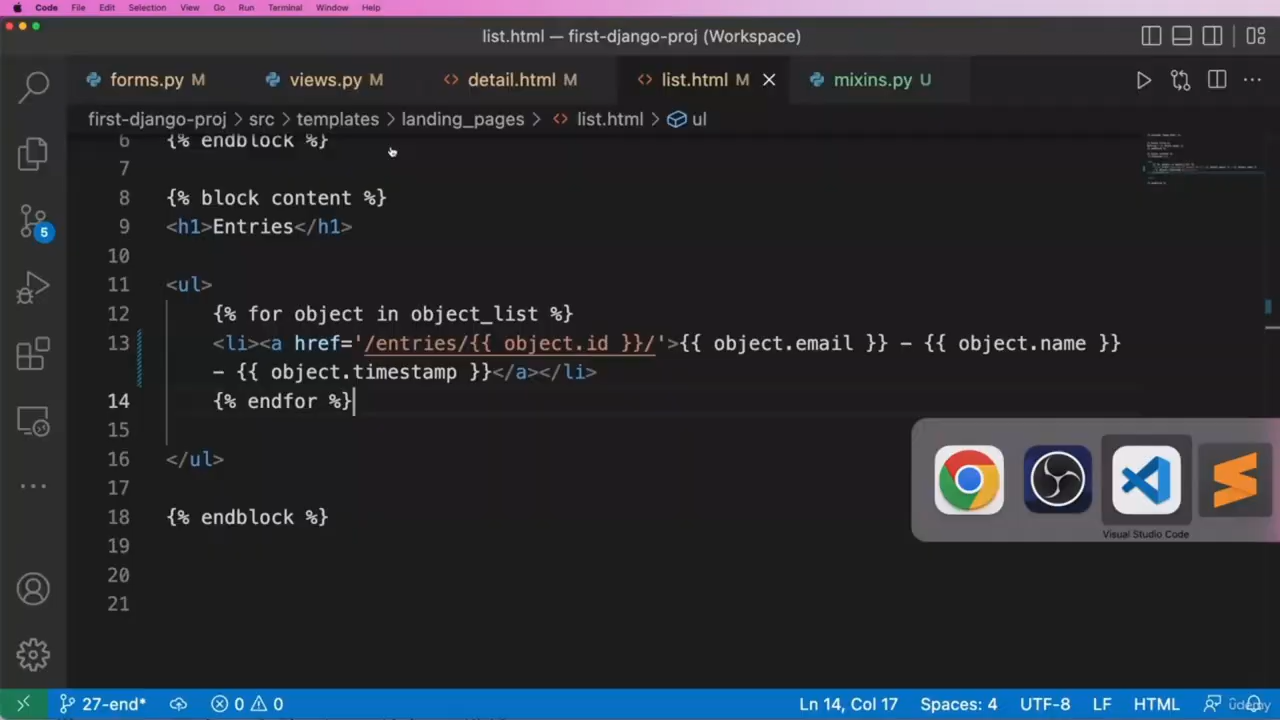 Code File Edit Selection View Go Run Terminal Window Help
list.html — first-django-proj (Workspace)
forms.py M views.py M detail.html M list.html M mixins.py U
first-django-proj > src > templates > landing_pages > list.html > ul
6 {% endblock %}
7
8 {% block content %}
9 <h1>Entries</h1>
10
11 <ul>
12 {% for object in object_list %}
13 <li><a href='/entries/{{ object.id }}/'>{{ object.email }} - {{ object.name }}
- {{ object.timestamp }}</a></li>
14 {% endfor %}
15
16 </ul>
17
18 {% endblock %}
19
20
21
5
Visual Studio Code
27-end* 0 0 Ln 14, Col 17 Spaces: 4 UTF-8 LF HTML
udemy